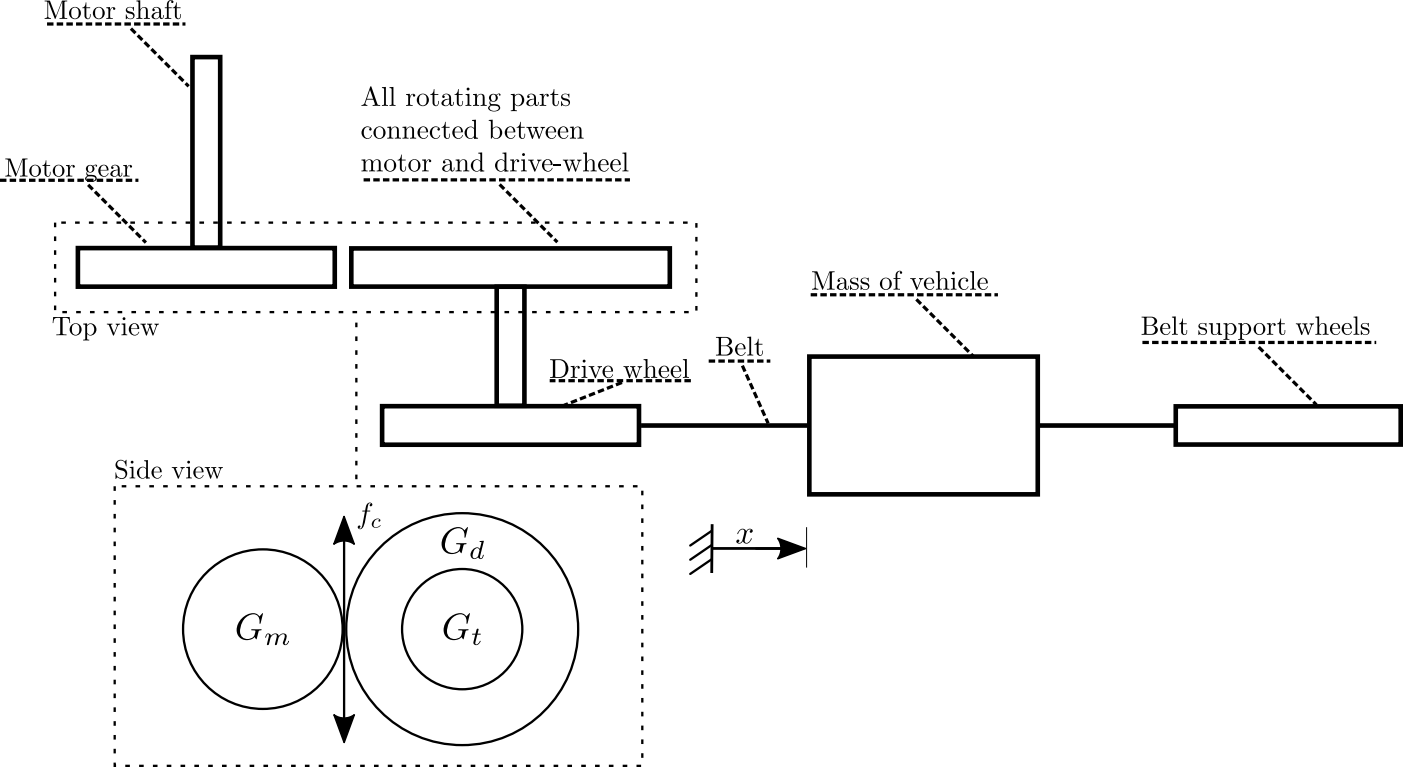 Motor shaft
All rotating parts
connected between
motor and drive-wheel
Motor gear
Top view
Mass of vehicle
Belt support wheels
Belt
Drive wheel
Side view
f_c
G_d
G_m
G_t
x